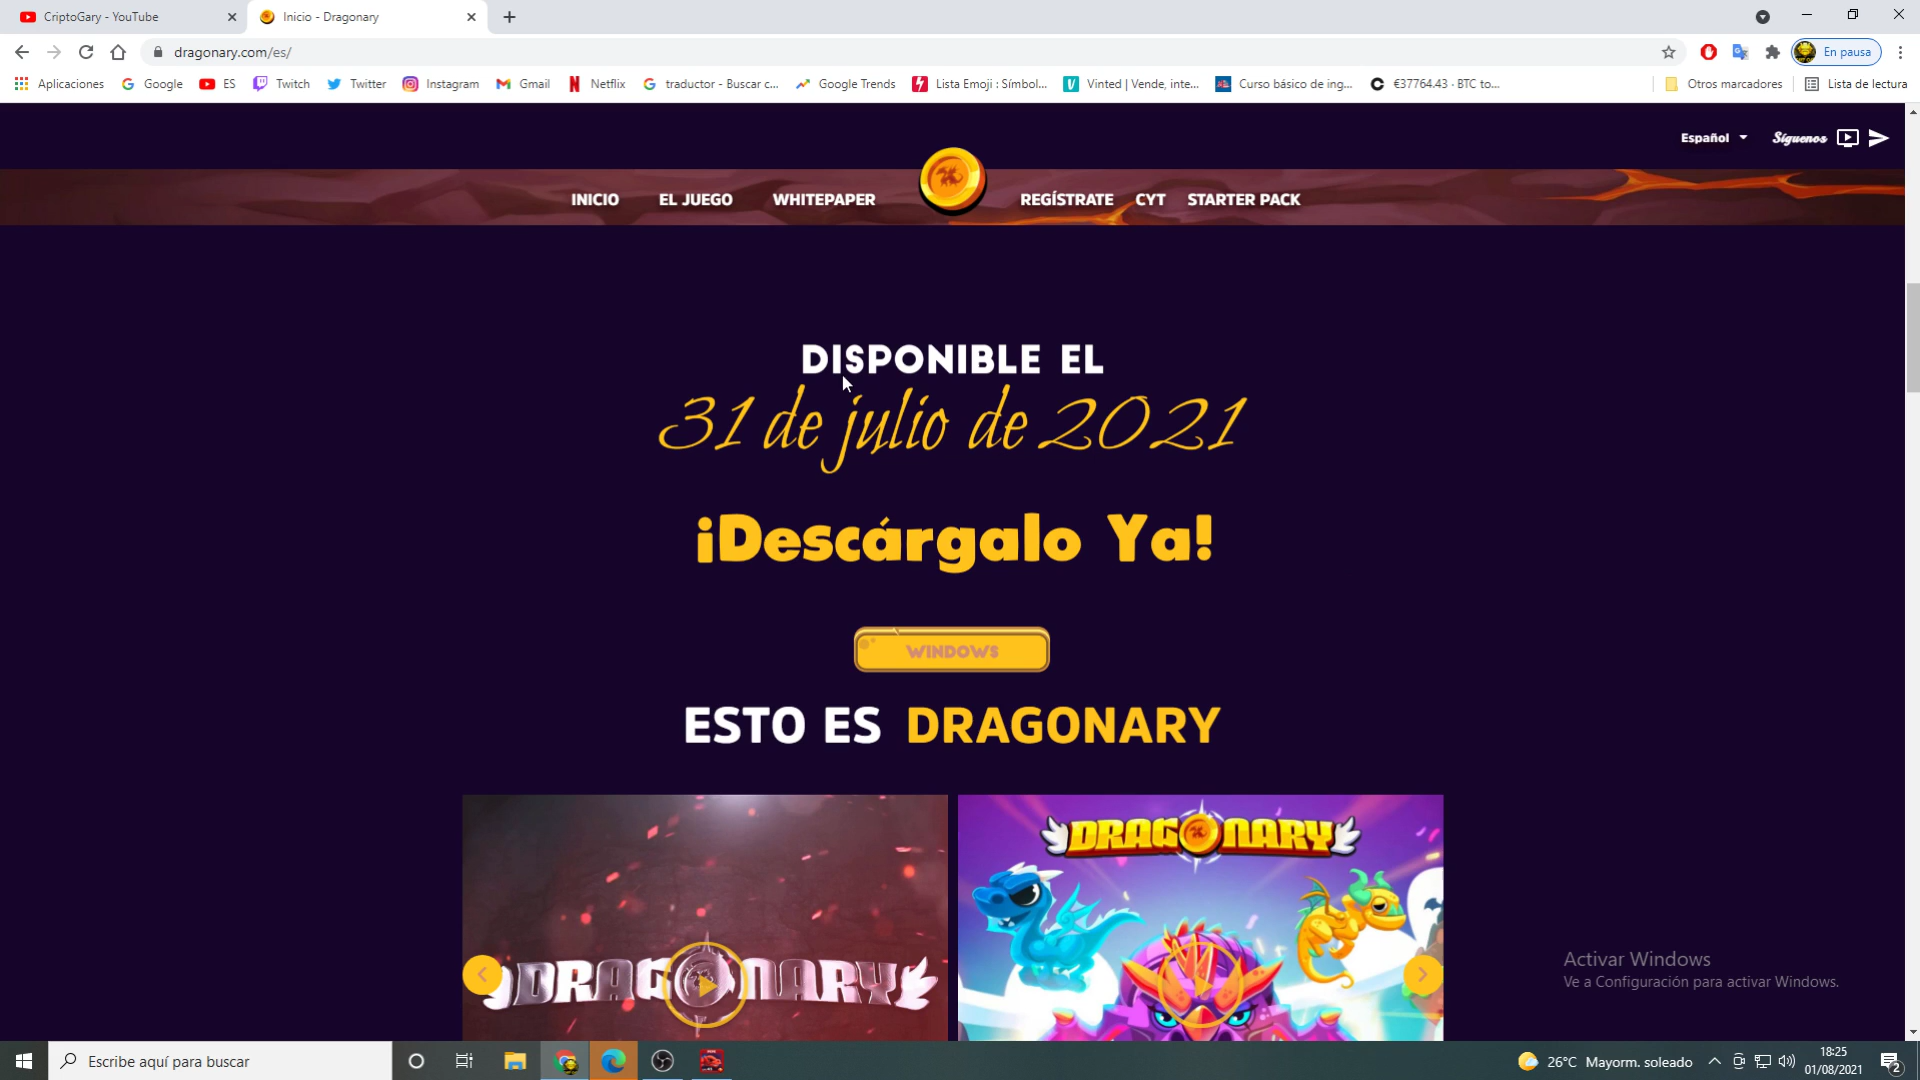 CriptoGary - YouTube
Inicio - Dragonary
dragonary.com/es/
En pausa
Aplicaciones
Google
ES
Twitch
Twitter
Instagram
Gmail
Netflix
traductor - Buscar c...
Google Trends
Lista Emoji : Símbol...
Vinted | Vende, inte...
Curso básico de ing...
€37764.43 · BTC to...
Otros marcadores
Lista de lectura
Español
Síguenos
INICIO
EL JUEGO
WHITEPAPER
REGÍSTRATE
CYT
STARTER PACK
DISPONIBLE EL
31 de julio de 2021
¡Descárgalo Ya!
WINDOWS
ESTO ES DRAGONARY
DRAGONARY
DRAGONARY
Activar Windows
Ve a Configuración para activar Windows.
Escribe aquí para buscar
26°C Mayorm. soleado
18:25
01/08/2021
2